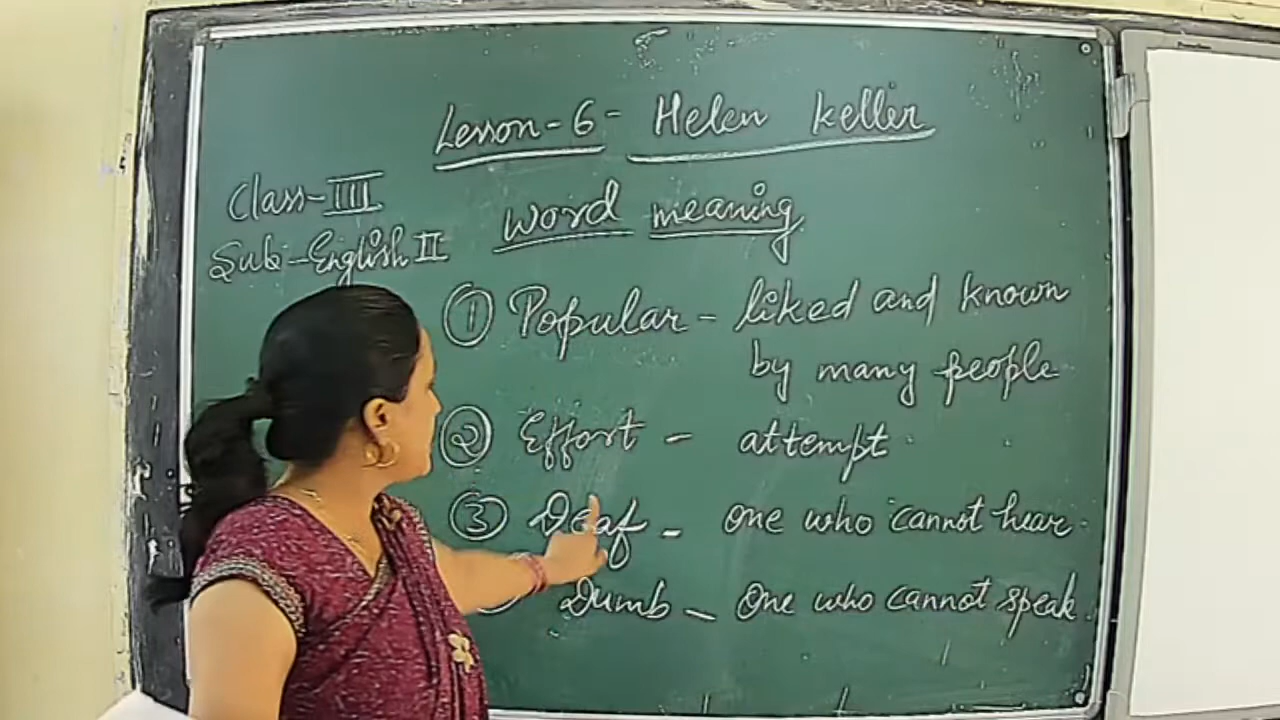 Lesson-6- Helen Keller
Class-III
Sub-English II
word meaning
① Popular - liked and known
by many people
② Effort - attempt
③ Deaf - One who cannot hear.
Dumb - One who cannot speak.